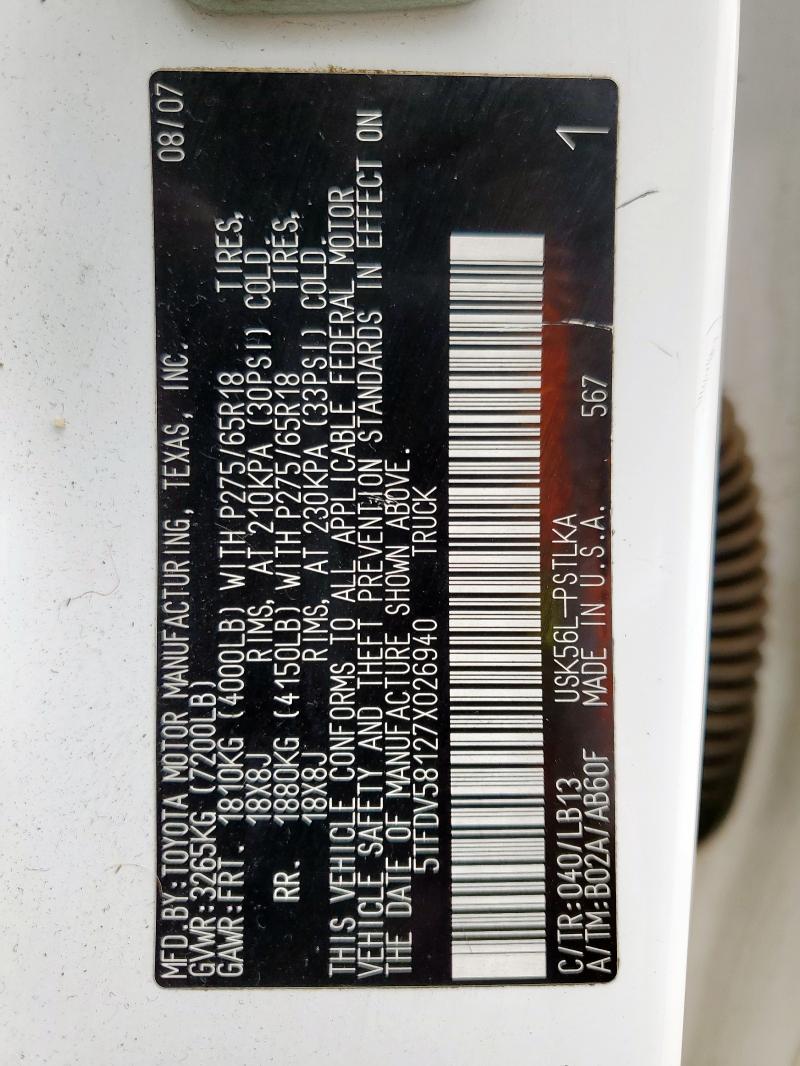 MFD.BY:TOYOTA MOTOR MANUFACTURING, TEXAS, INC. 08/07
GVWR:3265KG (7200LB)
GAWR:FRT. 1810KG (4000LB) WITH P275/65R18 TIRES,
18X8J RIMS, AT 210KPA (30PSI) COLD.
RR. 1880KG (4150LB) WITH P275/65R18 TIRES,
18X8J RIMS, AT 230KPA (33PSI) COLD.
THIS VEHICLE CONFORMS TO ALL APPLICABLE FEDERAL MOTOR
VEHICLE SAFETY AND THEFT PREVENTION STANDARDS IN EFFECT ON
THE DATE OF MANUFACTURE SHOWN ABOVE.
5TFDV58127X026940 TRUCK
C/TR:040/LB13 USK56L-PSTLKA 1
A/TM:B02A/AB60F MADE IN U.S.A. 567